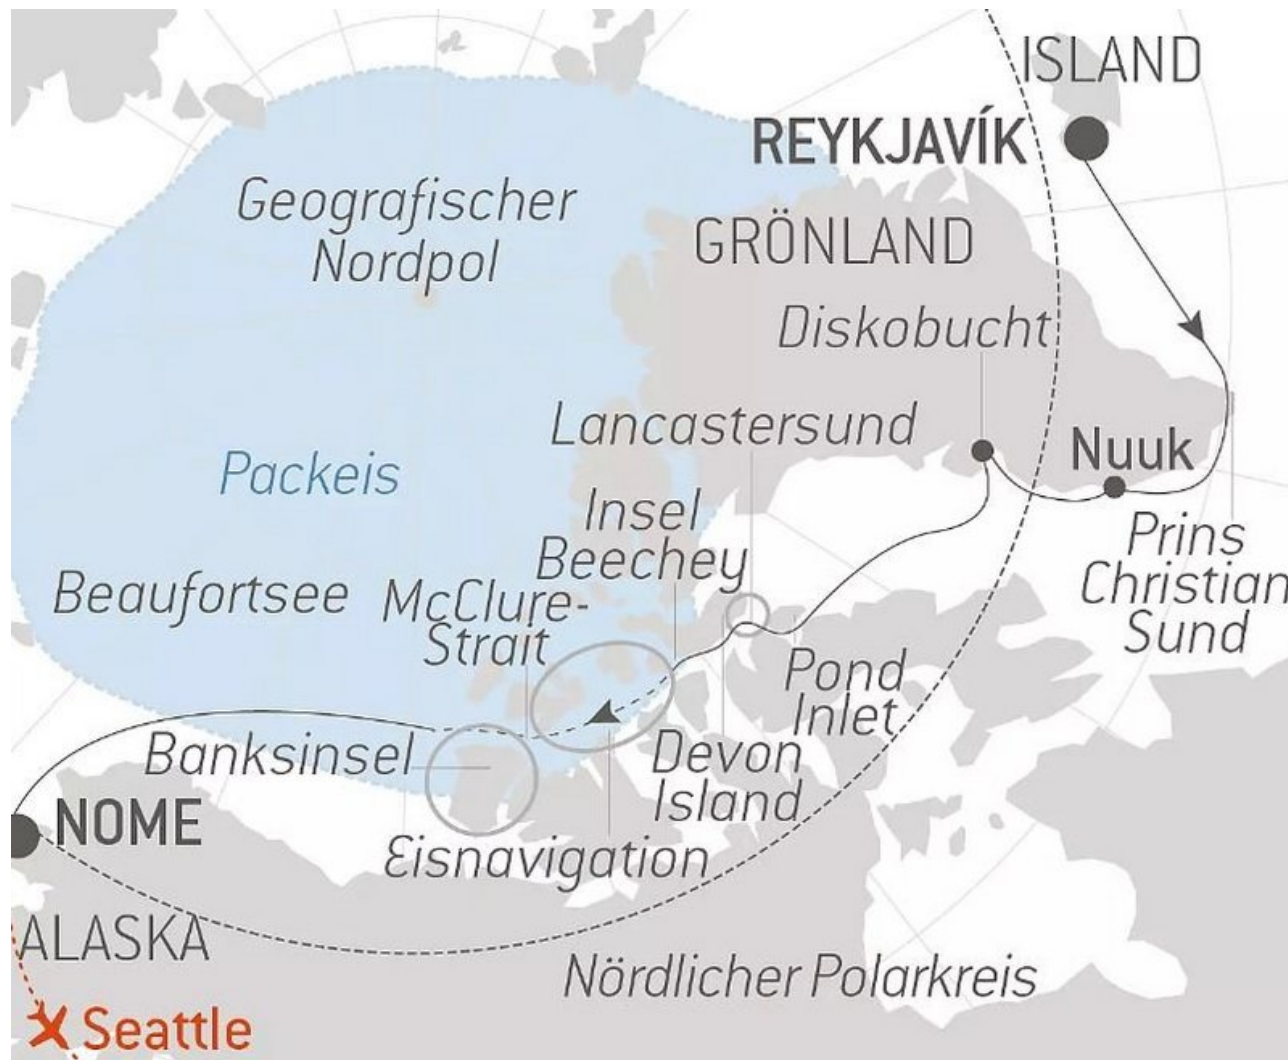 ISLAND
REYKJAVÍK
Geografischer
Nordpol
GRÖNLAND
Diskobucht
Lancastersund
Nuuk
Packeis
Insel
Beechey
Prins
Christian
Sund
Beaufortsee
McClure-
Strait
Pond
Inlet
Devon
Island
Banksinsel
NOME
Eisnavigation
ALASKA
Nördlicher Polarkreis
Seattle